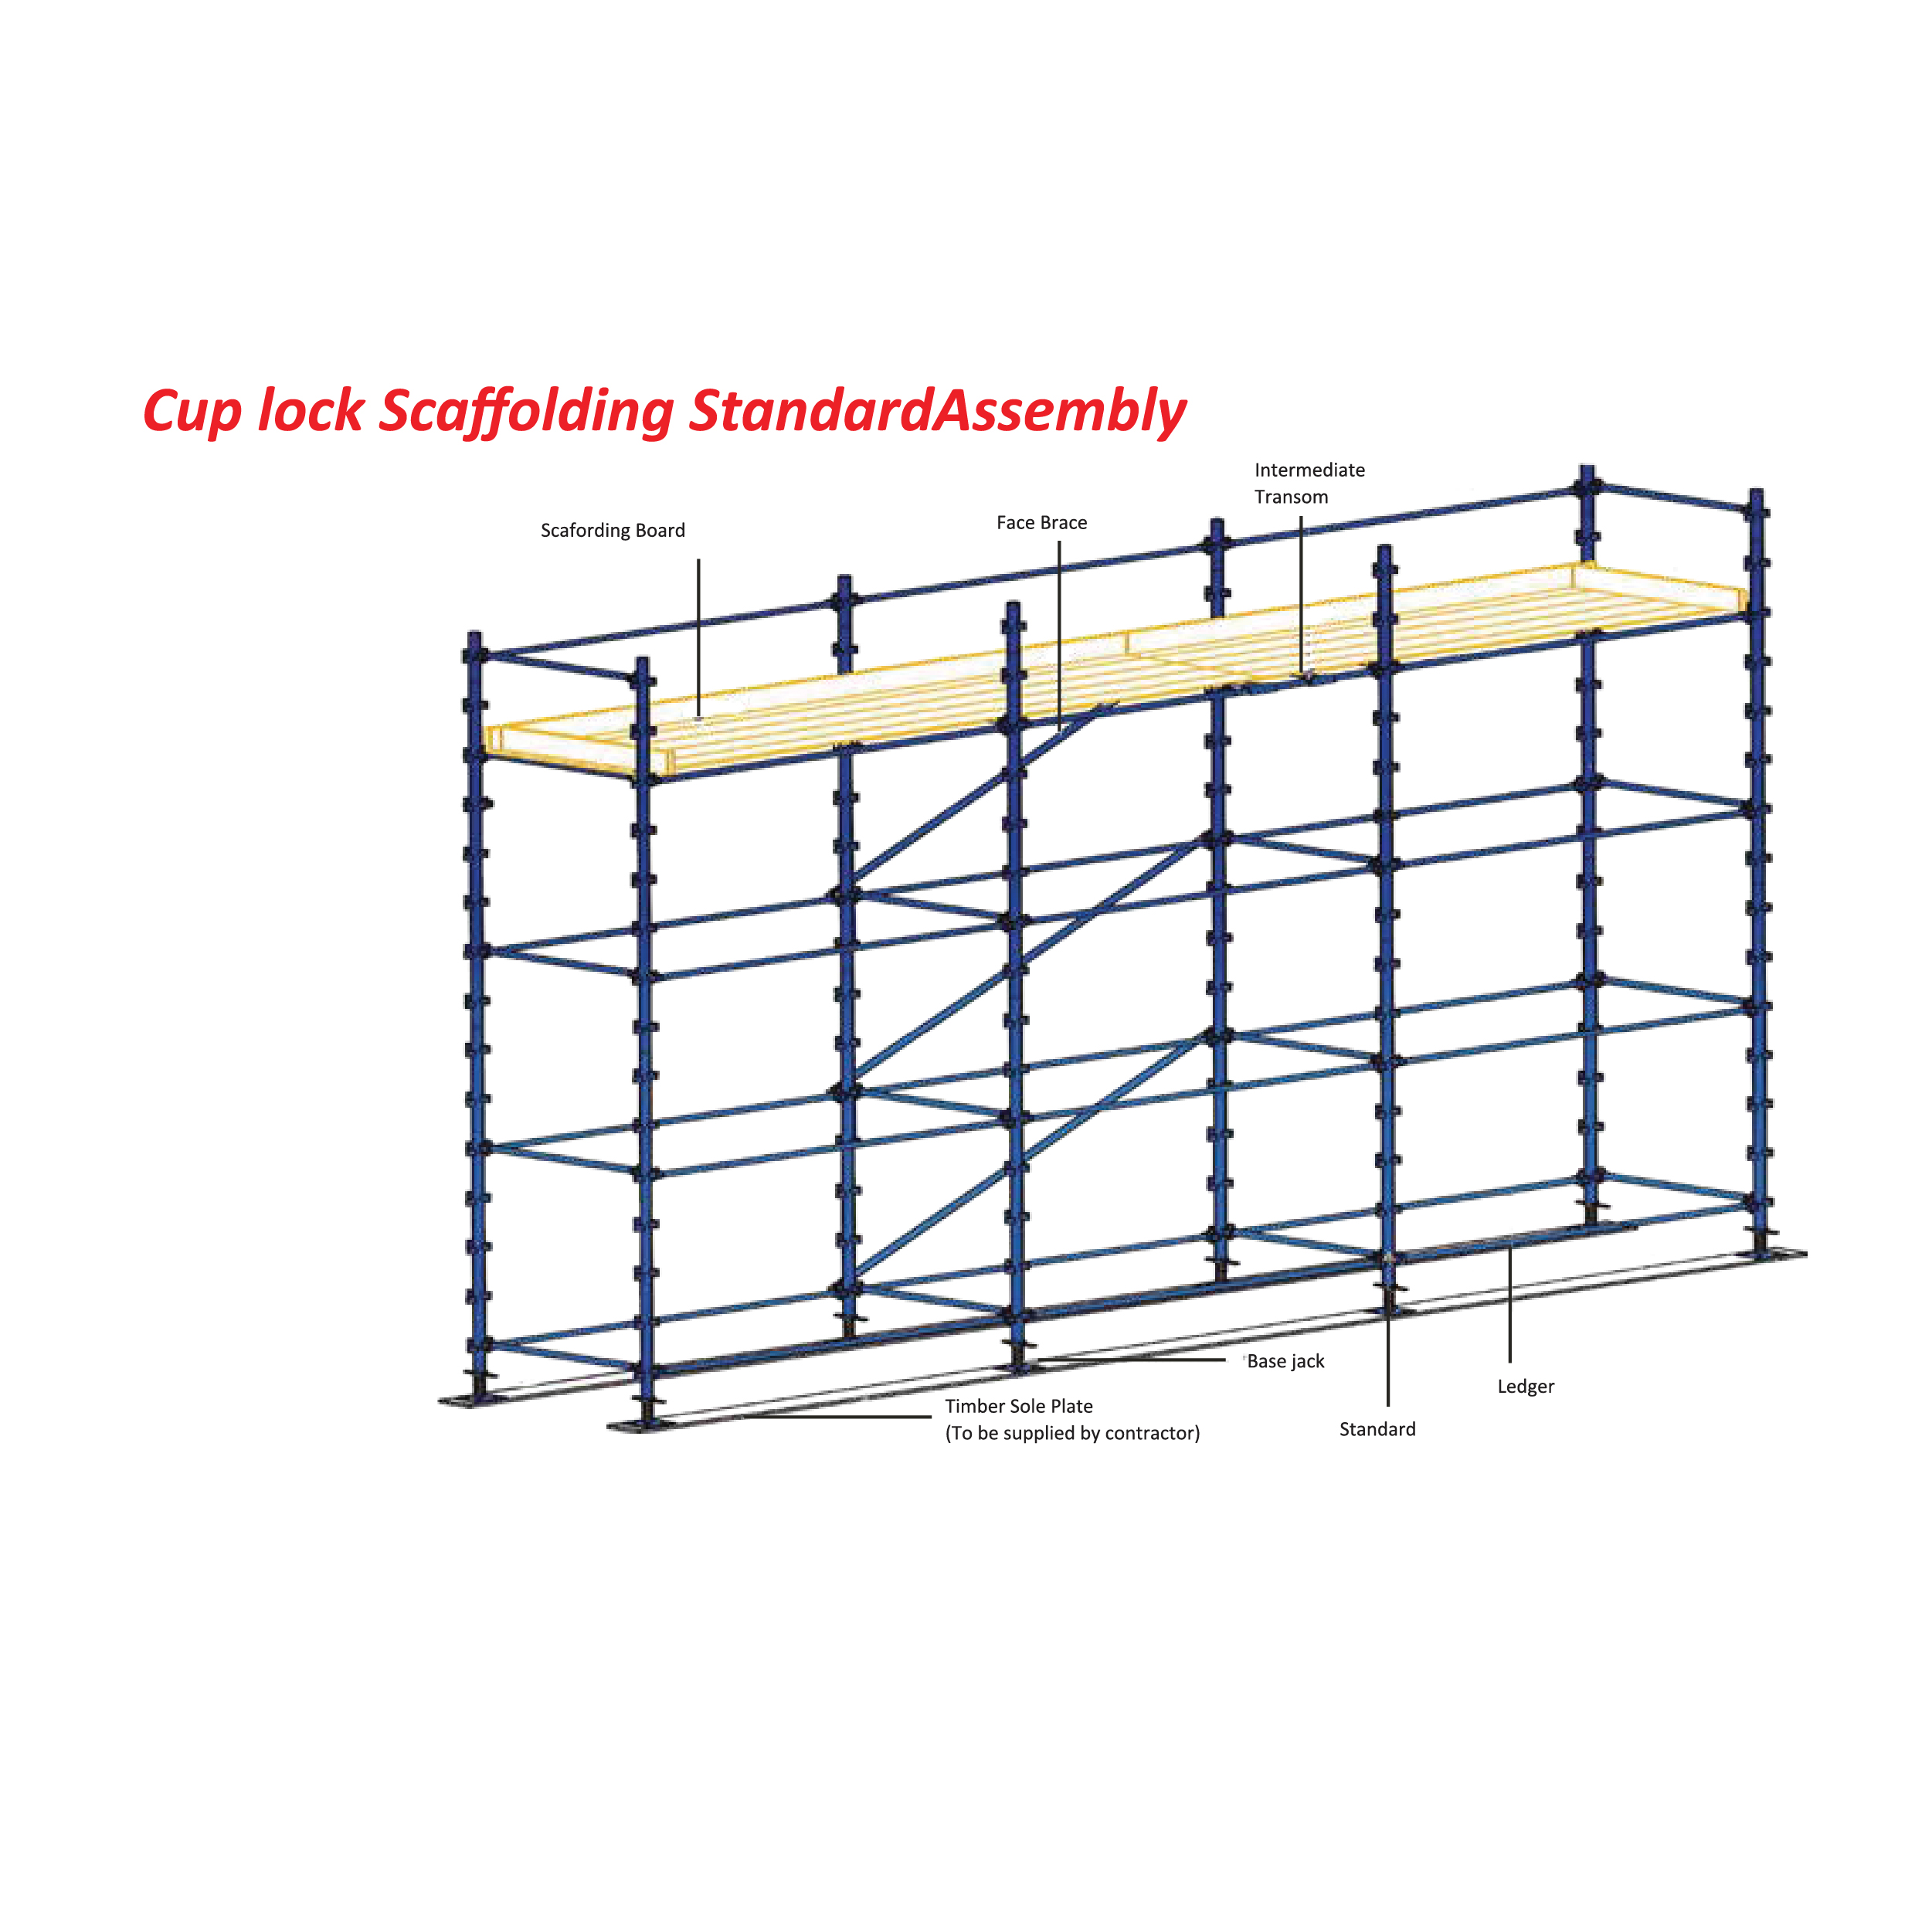 Cup lock Scaffolding StandardAssembly
Intermediate
Transom
Face Brace
Scafording Board
Base jack
Ledger
Timber Sole Plate
(To be supplied by contractor)
Standard